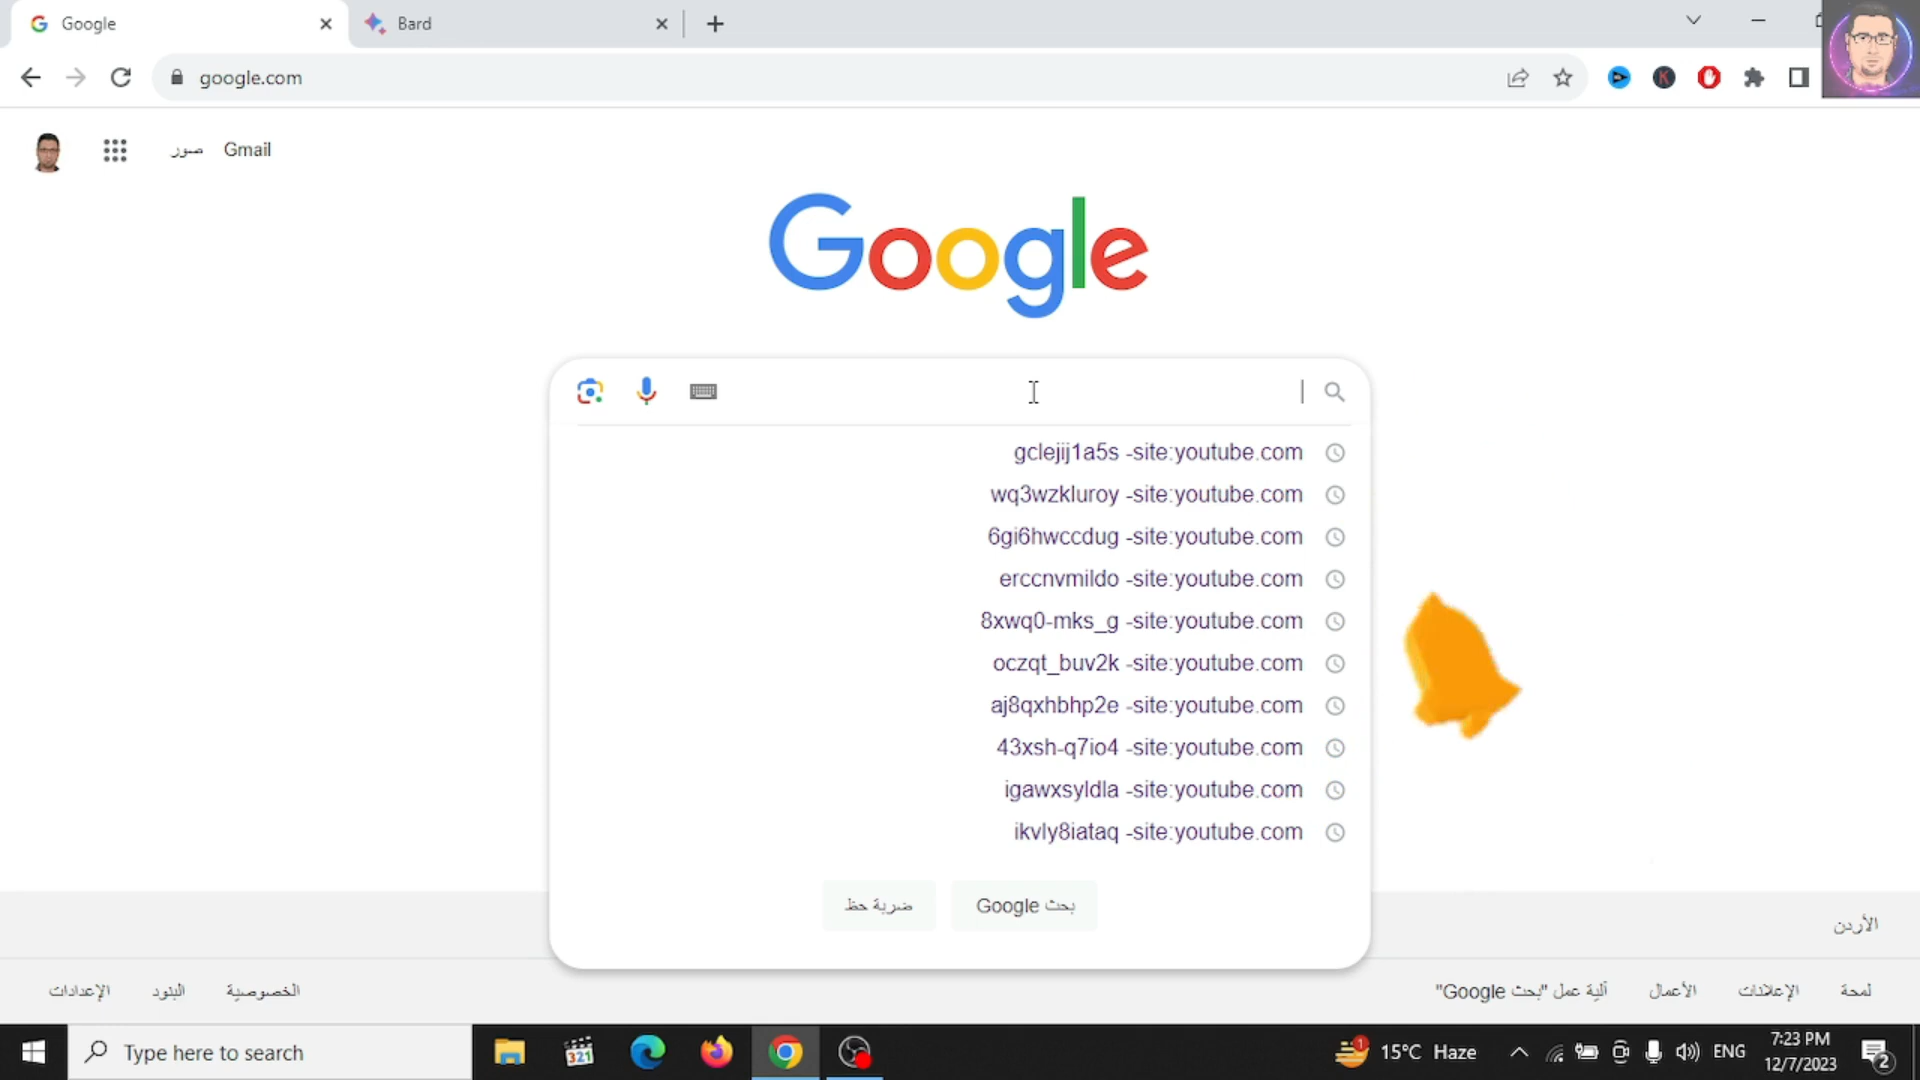 Google
Bard
google.com
صور
Gmail
Google
gclejij1a5s -site:youtube.com
wq3wzkluroy -site:youtube.com
6gi6hwccdug -site:youtube.com
erccnvmildo -site:youtube.com
8xwq0-mks_g -site:youtube.com
oczqt_buv2k -site:youtube.com
aj8qxhbhp2e -site:youtube.com
43xsh-q7io4 -site:youtube.com
igawxsyldla -site:youtube.com
ikvly8iataq -site:youtube.com
بحث Google
ضربة حظ
الأردن
لمحة
الإعلانات
الأعمال
آلية عمل "بحث Google"
الخصوصية
البنود
الإعدادات
Type here to search
321
K
1
15°C Haze
ENG
7:23 PM
12/7/2023
2